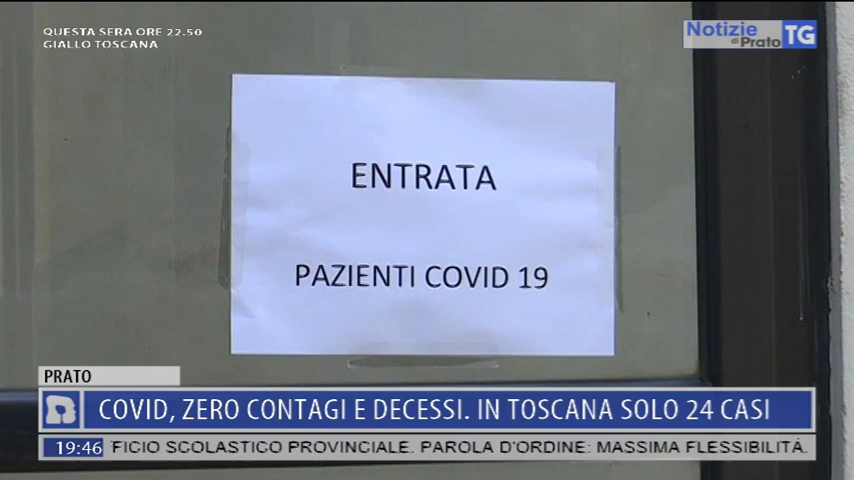 QUESTA SERA ORE 22.50
GIALLO TOSCANA
Notizie
di Prato
TG
ENTRATA
PAZIENTI COVID 19
PRATO
COVID, ZERO CONTAGI E DECESSI. IN TOSCANA SOLO 24 CASI
19:46 FICIO SCOLASTICO PROVINCIALE. PAROLA D'ORDINE: MASSIMA FLESSIBILITÁ.